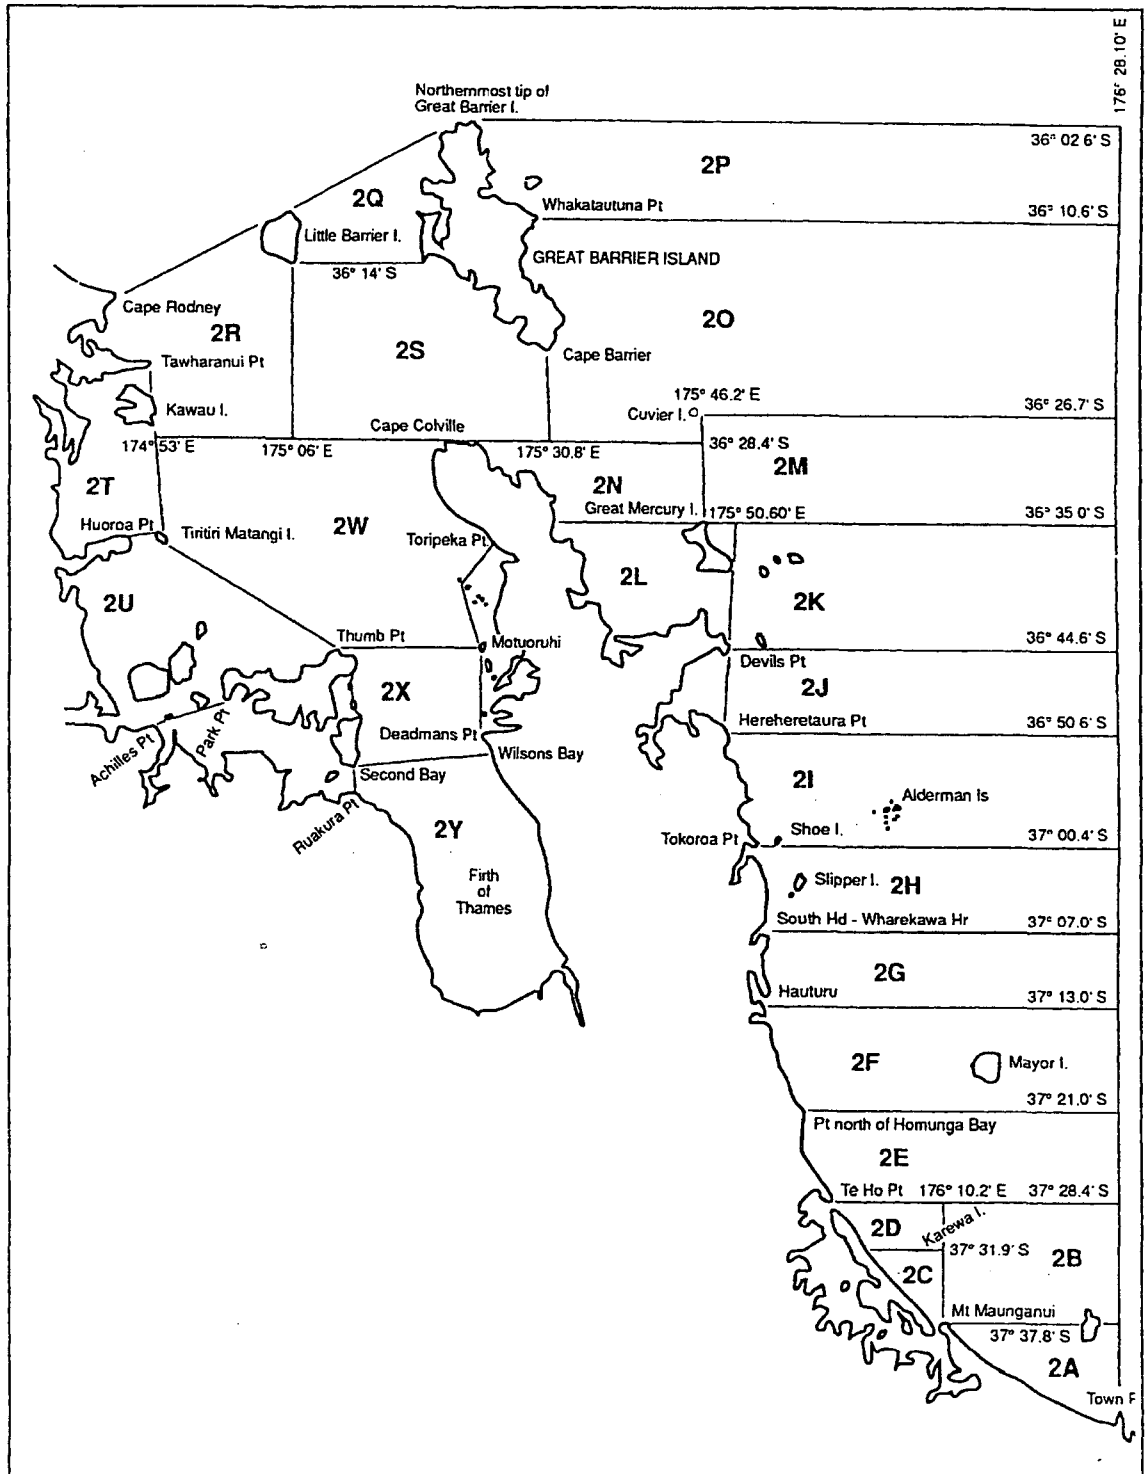 176° 28.10' E
Northernmost tip of
Great Barrier I.
36° 02 6' S
2P
2Q
Whakatautuna Pt
36° 10.6' S
Little Barrier I.
GREAT BARRIER ISLAND
36° 14' S
Cape Rodney
2R
2O
2S
Tawharanui Pt
Cape Barrier
175° 46.2' E
Kawau I.
Cuvier I.
36° 26.7' S
Cape Colville
174° 53' E
175° 06' E
175° 30.8' E
36° 28.4' S
2M
2T
2N
Great Mercury I.
175° 50.60' E
36° 35 0' S
Huoroa Pt
Tiritiri Matangi I.
2W
Toripeka Pt.
2L
2U
2K
Thumb Pt
Motuoruhi
36° 44.6' S
Devils Pt
2X
2J
Deadmans Pt
Hereheretaura Pt
36° 50 6' S
Achilles Pt
Park Pt
Wilsons Bay
Second Bay
2I
Alderman Is
Ruakura Pt
2Y
Shoe I.
Tokoroa Pt
37° 00.4' S
Firth
of
Thames
Slipper I.
2H
South Hd - Wharekawa Hr
37° 07.0' S
2G
Hauturu
37° 13.0' S
2F
Mayor I.
37° 21.0' S
Pt north of Homunga Bay
2E
Te Ho Pt
176° 10.2' E
37° 28.4' S
2D
Karewa I.
37° 31.9' S
2B
2C
Mt Maunganui
37° 37.8' S
2A
Town